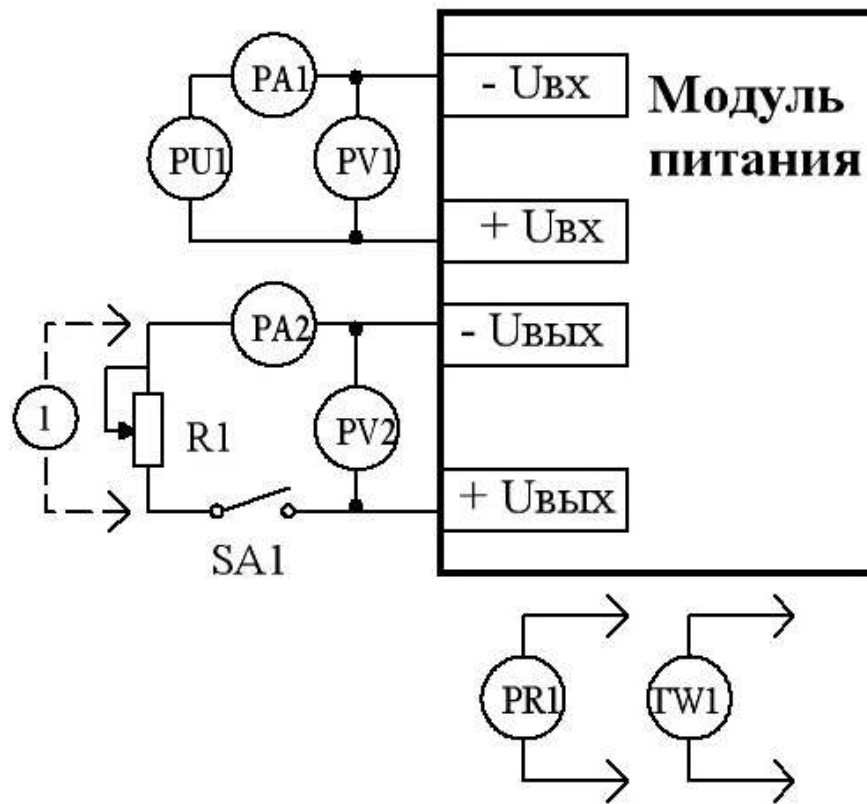 PA1
- Uвх
Модуль
питания
PU1
PV1
+ Uвх
PA2
- Uвых
1
R1
PV2
+ Uвых
SA1
PR1
TW1